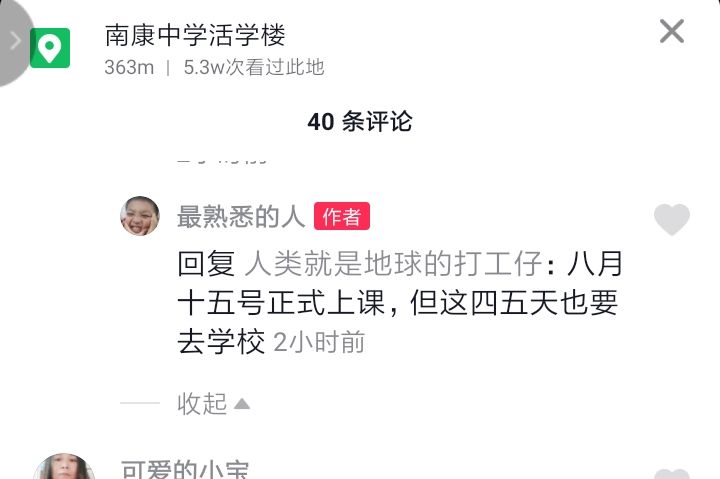 南康中学活学楼
363m | 5.3w次看过此地
40 条评论
最熟悉的人 作者
回复 人类就是地球的打工仔：八月
十五号正式上课，但这四五天也要
去学校 2小时前
收起
可爱的小宝